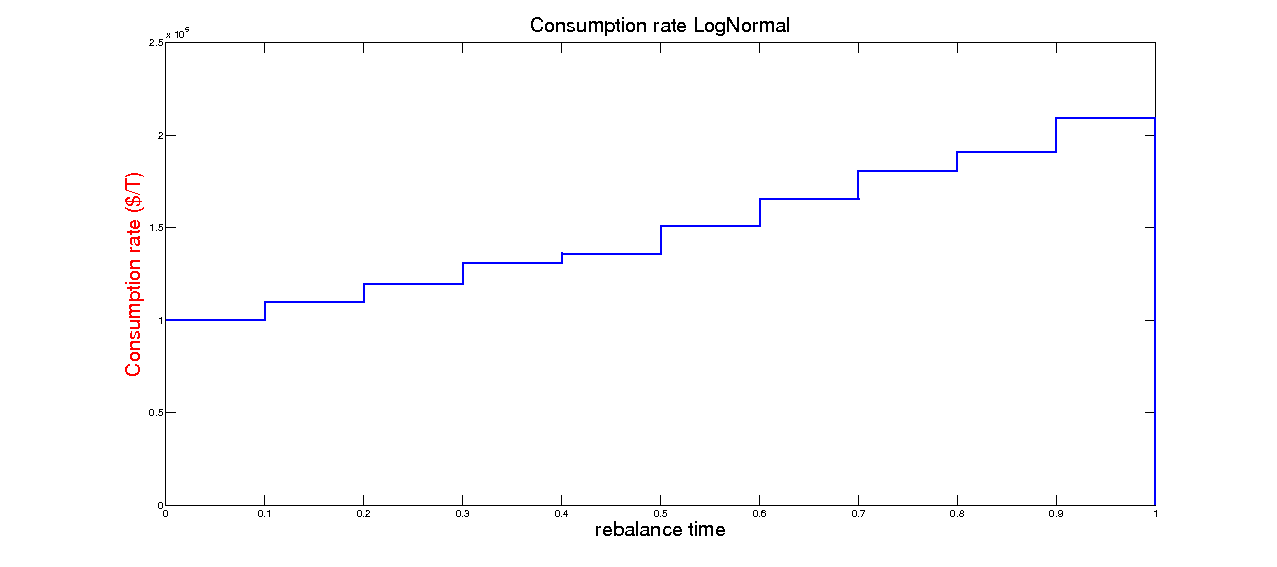 Consumption rate LogNormal
x 10^5
2.5
2
1.5
1
0.5
0
Consumption rate ($/T)
0 0.1 0.2 0.3 0.4 0.5 0.6 0.7 0.8 0.9 1
rebalance time